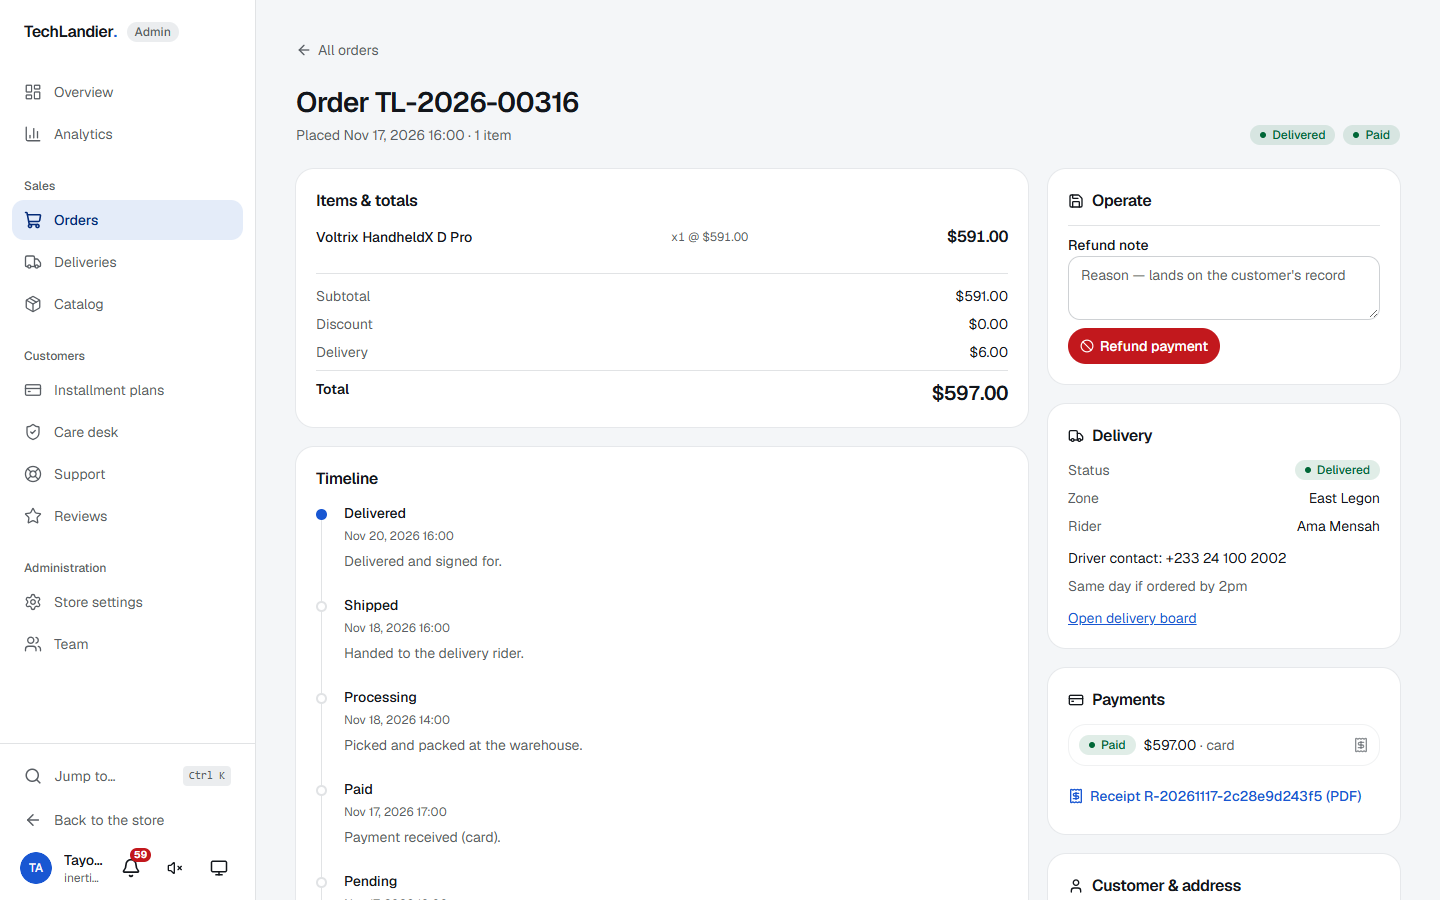 TechLandier. Admin
Overview
Analytics
Sales
Orders
Deliveries
Catalog
Customers
Installment plans
Care desk
Support
Reviews
Administration
Store settings
Team
Jump to... Ctrl K
Back to the store
TA Tayo... 59
inerti...
All orders
Order TL-2026-00316
Placed Nov 17, 2026 16:00 · 1 item
Delivered Paid
Items & totals
Voltrix HandheldX D Pro x1 @ $591.00 $591.00
Subtotal $591.00
Discount $0.00
Delivery $6.00
Total $597.00
Timeline
Delivered
Nov 20, 2026 16:00
Delivered and signed for.
Shipped
Nov 18, 2026 16:00
Handed to the delivery rider.
Processing
Nov 18, 2026 14:00
Picked and packed at the warehouse.
Paid
Nov 17, 2026 17:00
Payment received (card).
Pending
Operate
Refund note
Reason — lands on the customer's record
Refund payment
Delivery
Status Delivered
Zone East Legon
Rider Ama Mensah
Driver contact: +233 24 100 2002
Same day if ordered by 2pm
Open delivery board
Payments
Paid $597.00 · card
Receipt R-20261117-2c28e9d243f5 (PDF)
Customer & address